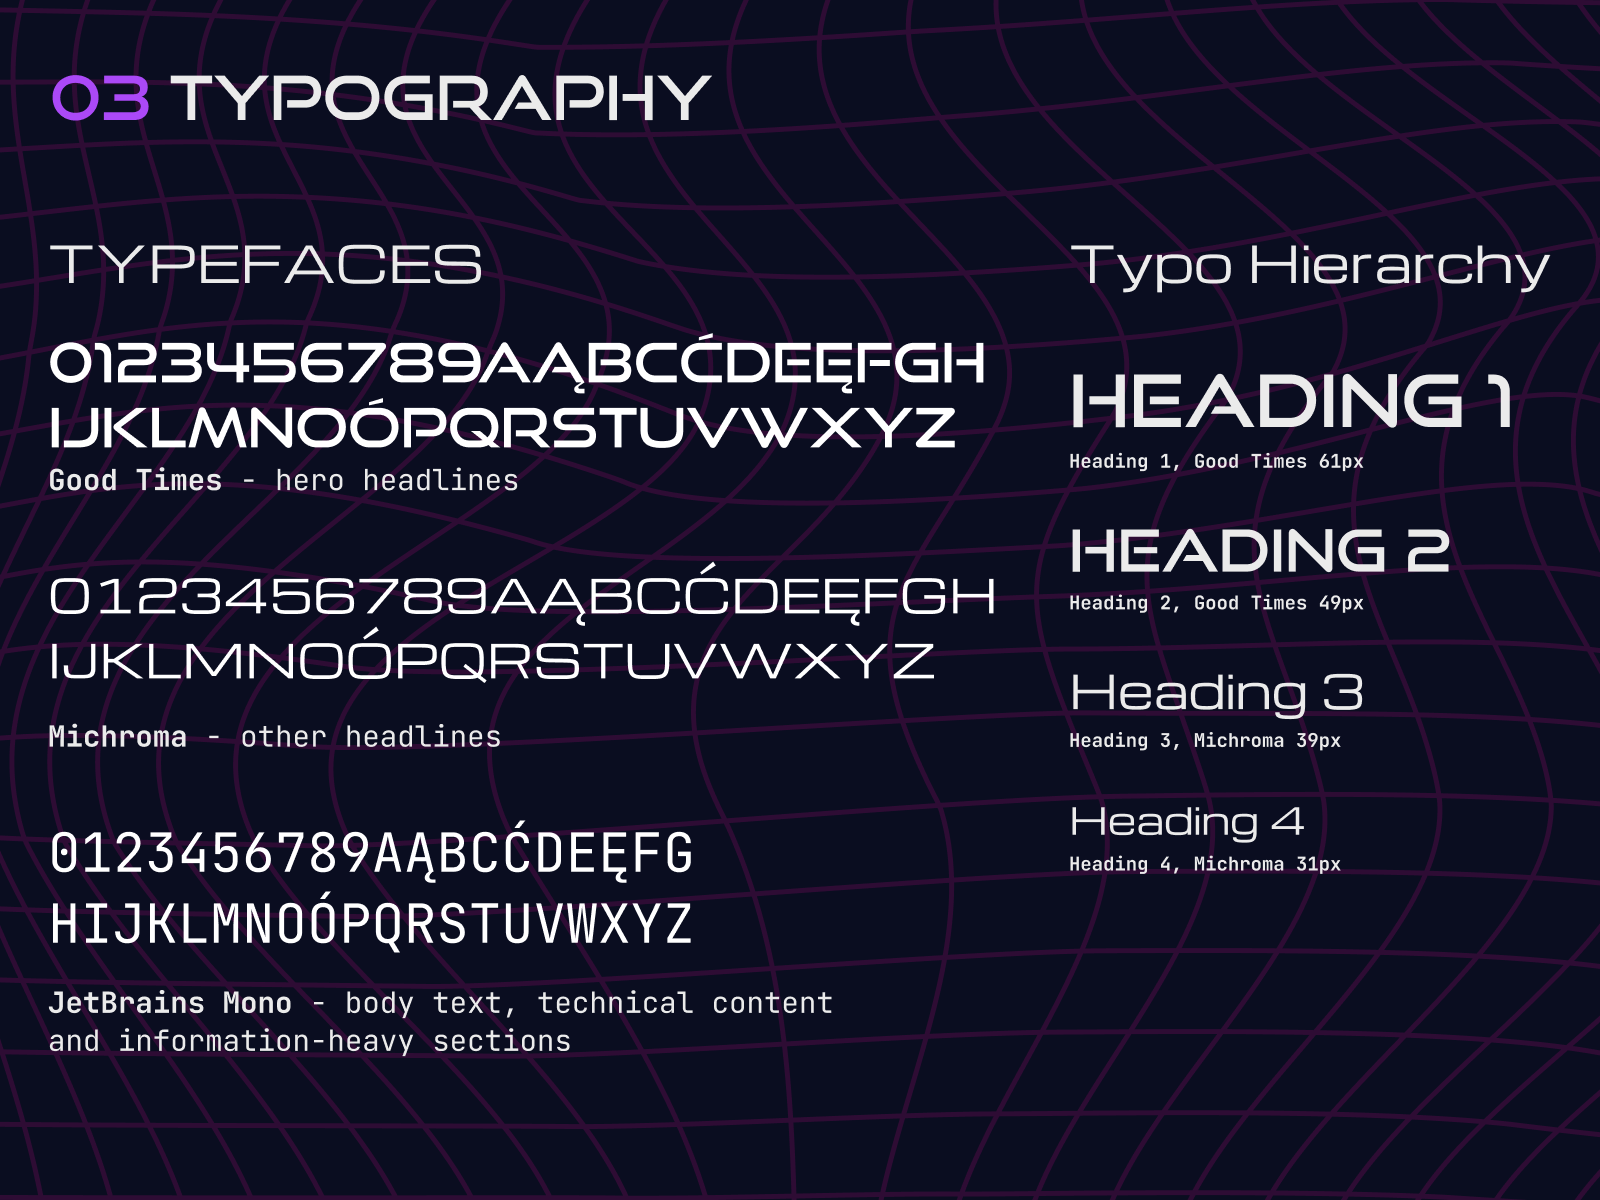 03 TYPOGRAPHY
TYPEFACES
0123456789AĄBCĆDEĘFGH
IJKLMNOÓPQRSTUVWXYZ
Good Times - hero headlines
0123456789AĄBCĆDEĘFGH
IJKLMNOÓPQRSTUVWXYZ
Michroma - other headlines
0123456789AĄBCĆDEĘFG
HIJKLMNOÓPQRSTUVWXYZ
JetBrains Mono - body text, technical content
and information-heavy sections
Typo Hierarchy
HEADING 1
Heading 1, Good Times 61px
HEADING 2
Heading 2, Good Times 49px
Heading 3
Heading 3, Michroma 39px
Heading 4
Heading 4, Michroma 31px